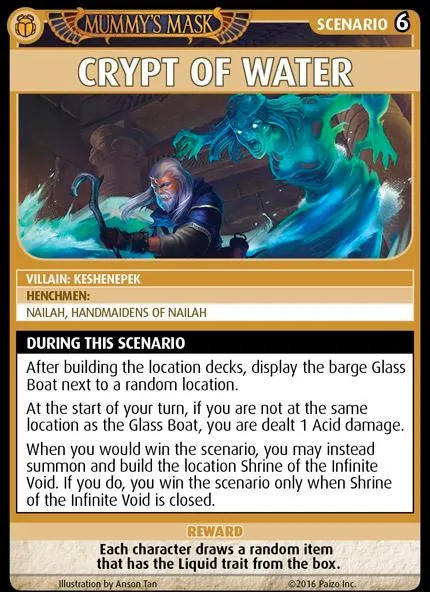 MUMMY'S MASK
SCENARIO 6
CRYPT OF WATER
VILLAIN: KESHENEPEK
HENCHMEN:
NAILAH, HANDMAIDENS OF NAILAH
DURING THIS SCENARIO
After building the location decks, display the barge Glass
Boat next to a random location.
At the start of your turn, if you are not at the same
location as the Glass Boat, you are dealt 1 Acid damage.
When you would win the scenario, you may instead
summon and build the location Shrine of the Infinite
Void. If you do, you win the scenario only when Shrine
of the Infinite Void is closed.
REWARD
Each character draws a random item
that has the Liquid trait from the box.
Illustration by Anson Tan
©2016 Paizo Inc.